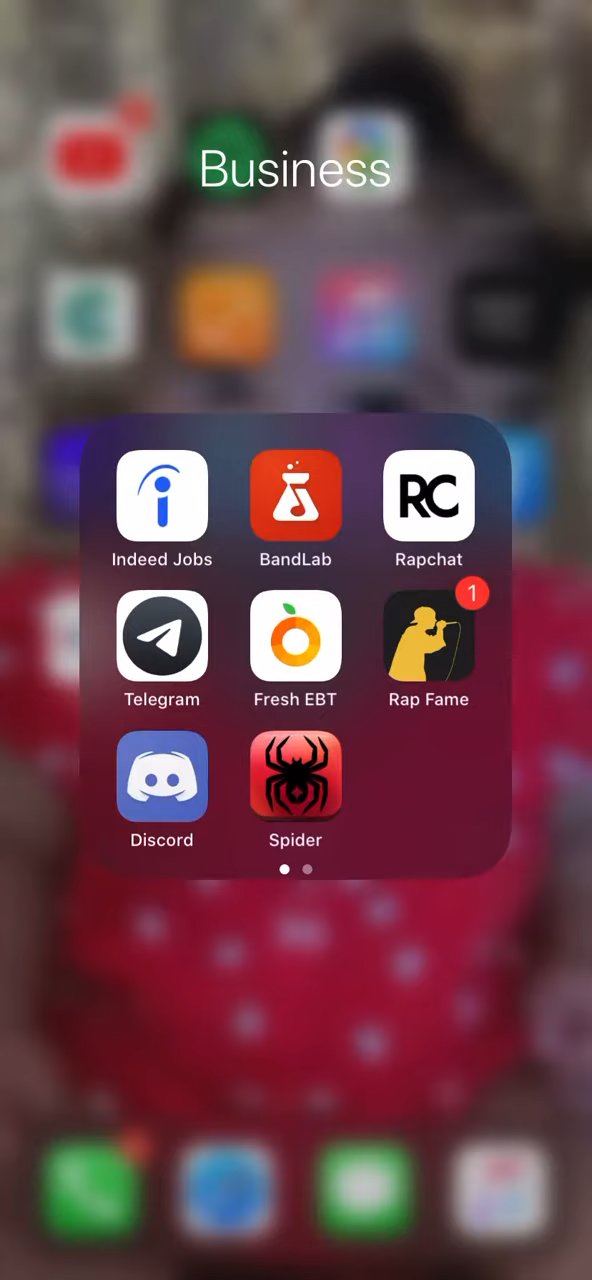 Business
Indeed Jobs
BandLab
RC
Rapchat
Telegram
Fresh EBT
1
Rap Fame
Discord
Spider